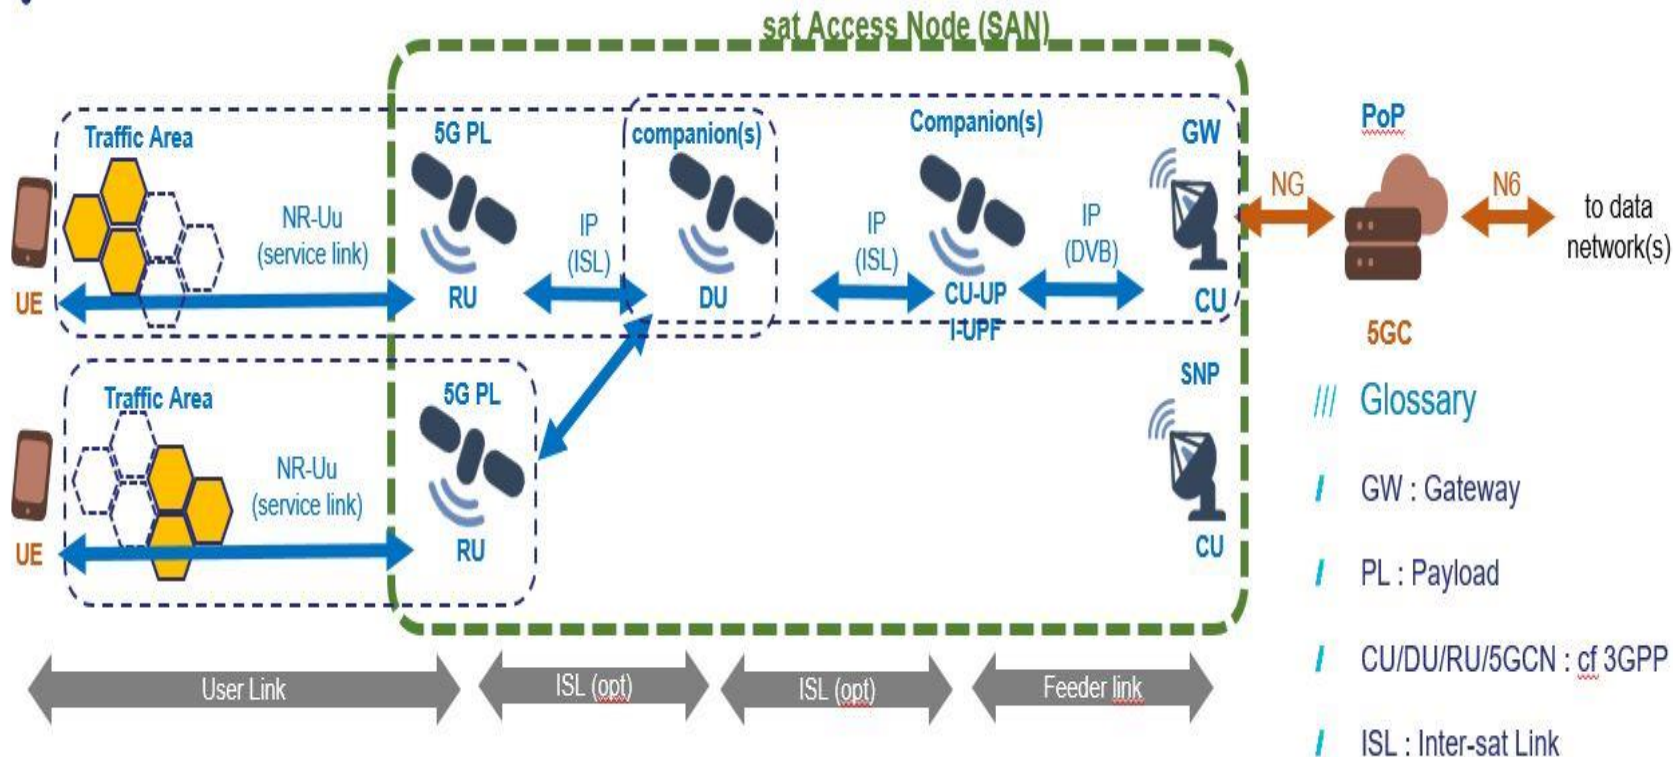 sat Access Node (SAN)
Traffic Area
5G PL
companion(s)
Companion(s)
GW
PoP
NR-Uu
(service link)
IP
(ISL)
IP
(ISL)
IP
(DVB)
NG
N6
to data
network(s)
UE
RU
DU
CU-UP
I-UPF
CU
5GC
Traffic Area
5G PL
SNP
NR-Uu
(service link)
UE
RU
CU
User Link
ISL (opt)
ISL (opt)
Feeder link
/// Glossary
/ GW : Gateway
/ PL : Payload
/ CU/DU/RU/5GCN : cf 3GPP
/ ISL : Inter-sat Link